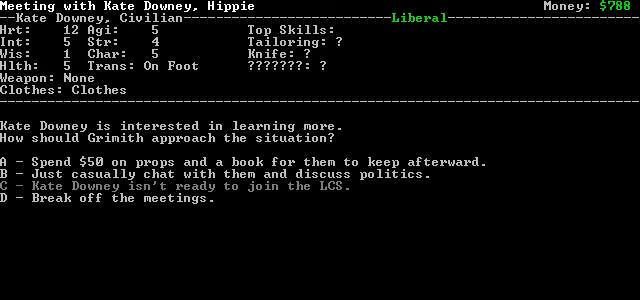 Meeting with Kate Downey, Hippie Money: $788
--Kate Downey, Civilian--Liberal--
Hrt: 12 Agi: 5 Top Skills:
Int: 5 Str: 4 Tailoring: ?
Wis: 1 Char: 5 Knife: ?
Hlth: 5 Trans: On Foot ???????: ?
Weapon: None
Clothes: Clothes
Kate Downey is interested in learning more.
How should Grimith approach the situation?
A - Spend $50 on props and a book for them to keep afterward.
B - Just casually chat with them and discuss politics.
C - Kate Downey isn't ready to join the LCS.
D - Break off the meetings.